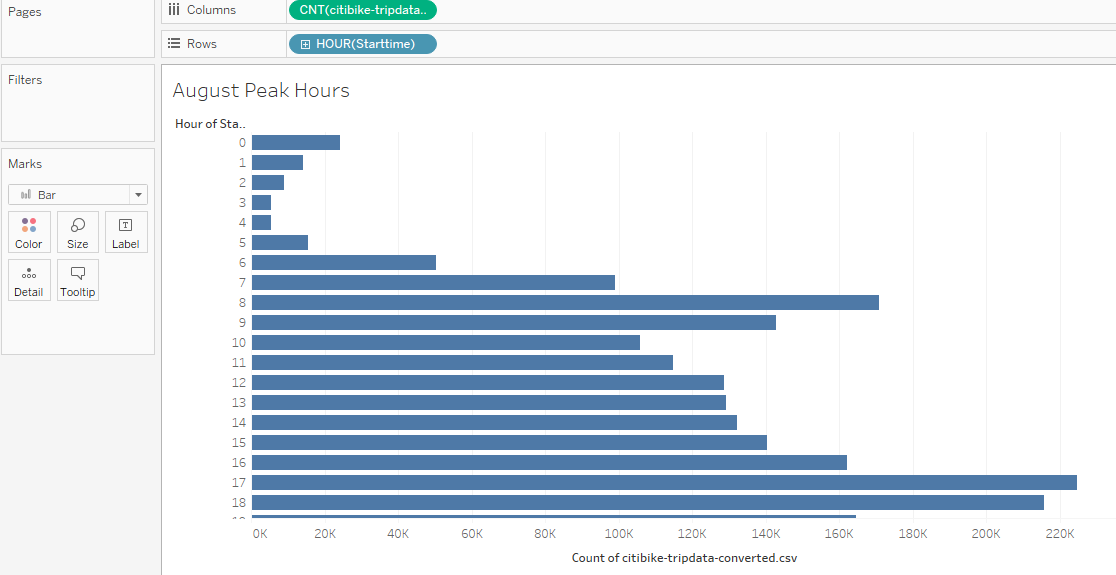 Pages
Columns
CNT(citibike-tripdata..
Rows
HOUR(Starttime)
Filters
Marks
Bar
Color
Size
Label
Detail
Tooltip
August Peak Hours
Hour of Sta..
0
1
2
3
4
5
6
7
8
9
10
11
12
13
14
15
16
17
18
0K 20K 40K 60K 80K 100K 120K 140K 160K 180K 200K 220K
Count of citibike-tripdata-converted.csv